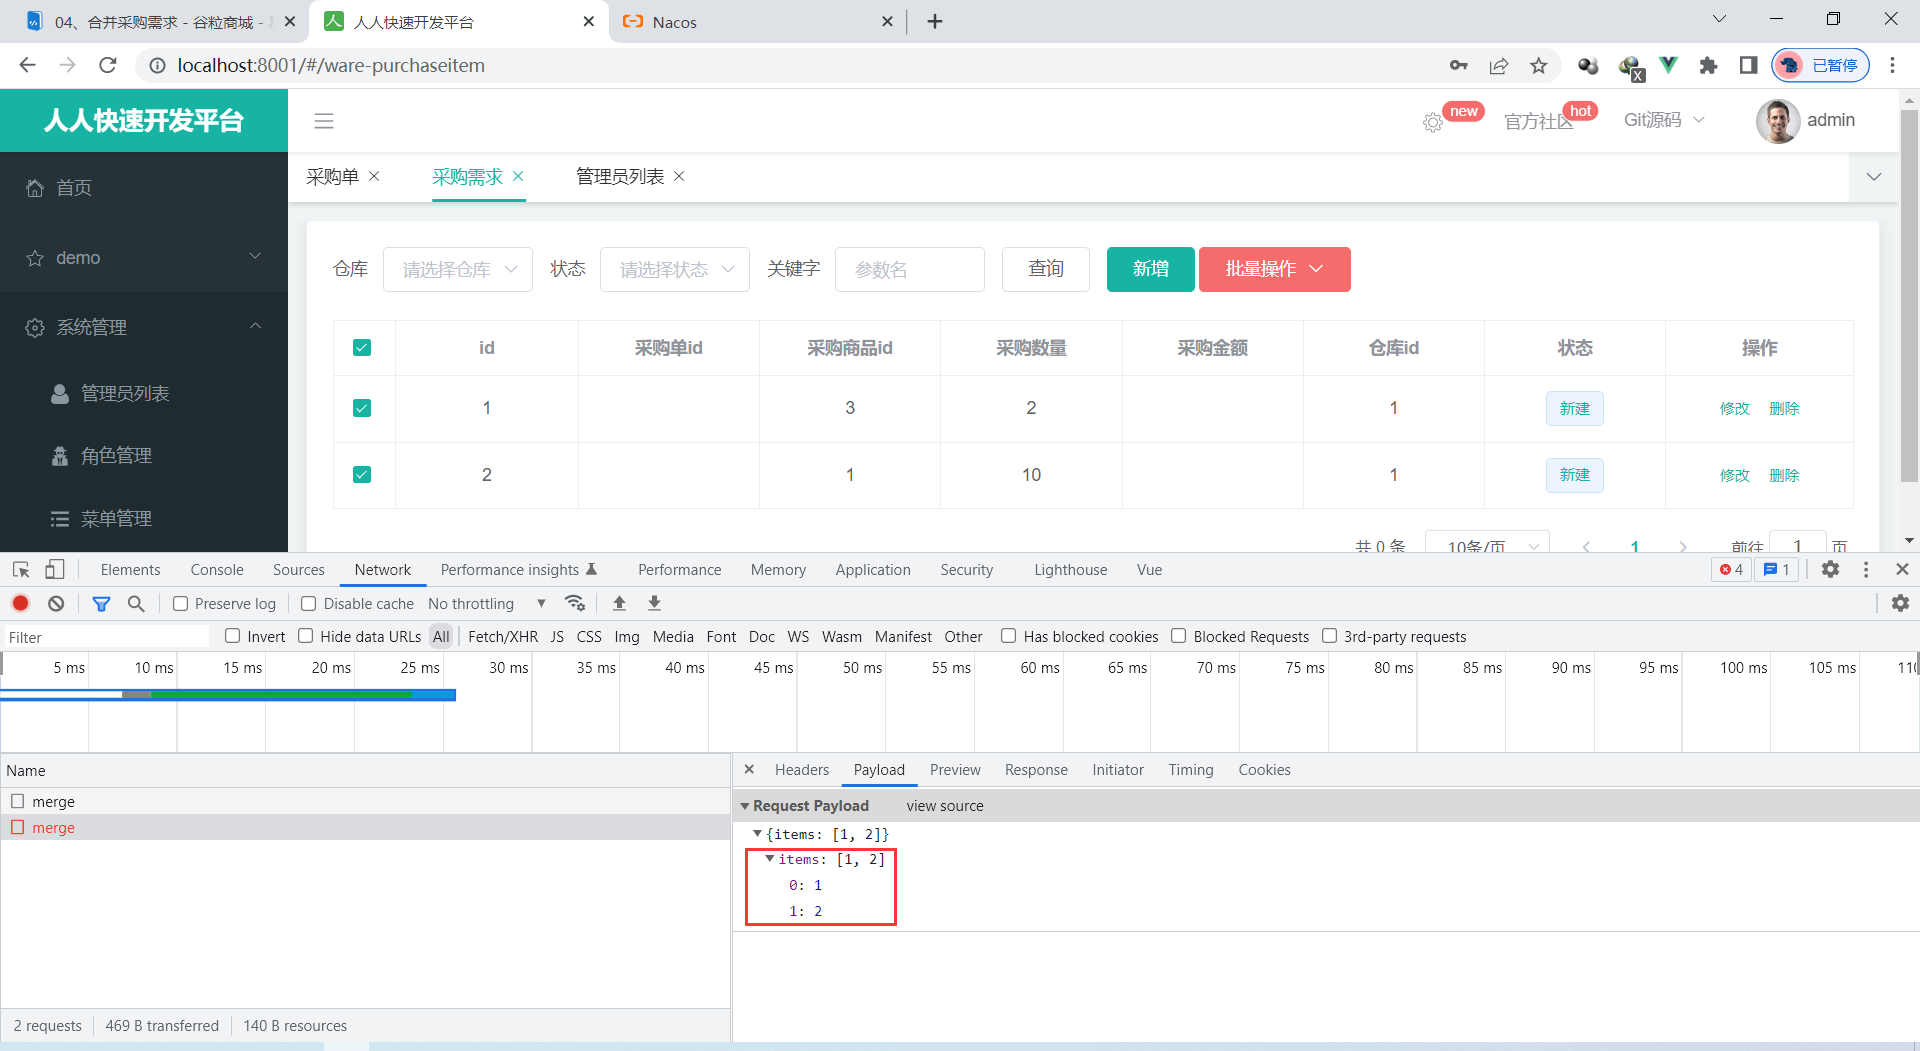 04、合并采购需求 - 谷粒商城 -
人人快速开发平台
Nacos
localhost:8001/#/ware-purchaseitem
已暂停
人人快速开发平台
new
官方社区
hot
Git源码
admin
首页
demo
系统管理
管理员列表
角色管理
菜单管理
采购单
采购需求
管理员列表
仓库 请选择仓库 状态 请选择状态 关键字 参数名 查询 新增 批量操作
id 采购单id 采购商品id 采购数量 采购金额 仓库id 状态 操作
1 3 2 1 新建 修改 删除
2 1 10 1 新建 修改 删除
共 0 条 10条/页 1 前往 1 页
Elements Console Sources Network Performance insights Performance Memory Application Security Lighthouse Vue 4 1
Preserve log Disable cache No throttling
Filter Invert Hide data URLs All Fetch/XHR JS CSS Img Media Font Doc WS Wasm Manifest Other Has blocked cookies Blocked Requests 3rd-party requests
5 ms 10 ms 15 ms 20 ms 25 ms 30 ms 35 ms 40 ms 45 ms 50 ms 55 ms 60 ms 65 ms 70 ms 75 ms 80 ms 85 ms 90 ms 95 ms 100 ms 105 ms
Name
merge
merge
Headers Payload Preview Response Initiator Timing Cookies
Request Payload view source
{items: [1, 2]}
items: [1, 2]
0: 1
1: 2
2 requests 469 B transferred 140 B resources